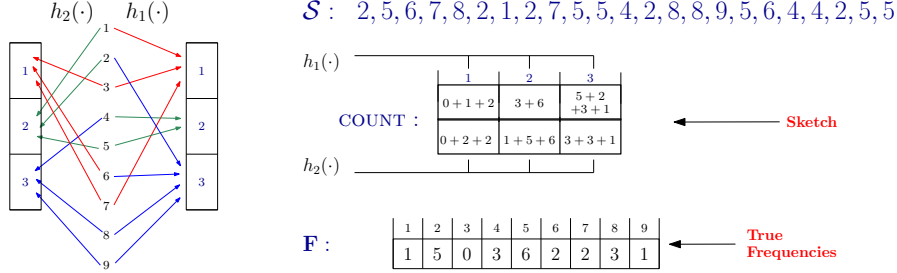 h₂(·) h₁(·)
1
2
3
4
5
6
7
8
9
1
2
3
1
2
3
S: 2, 5, 6, 7, 8, 2, 1, 2, 7, 5, 5, 4, 2, 8, 8, 9, 5, 6, 4, 4, 2, 5, 5
h₁(·)
1 2 3
0+1+2 3+6 5+2
+3+1
COUNT :
0+2+2 1+5+6 3+3+1
h₂(·)
Sketch
F :
1 2 3 4 5 6 7 8 9
1 5 0 3 6 2 2 3 1
True
Frequencies